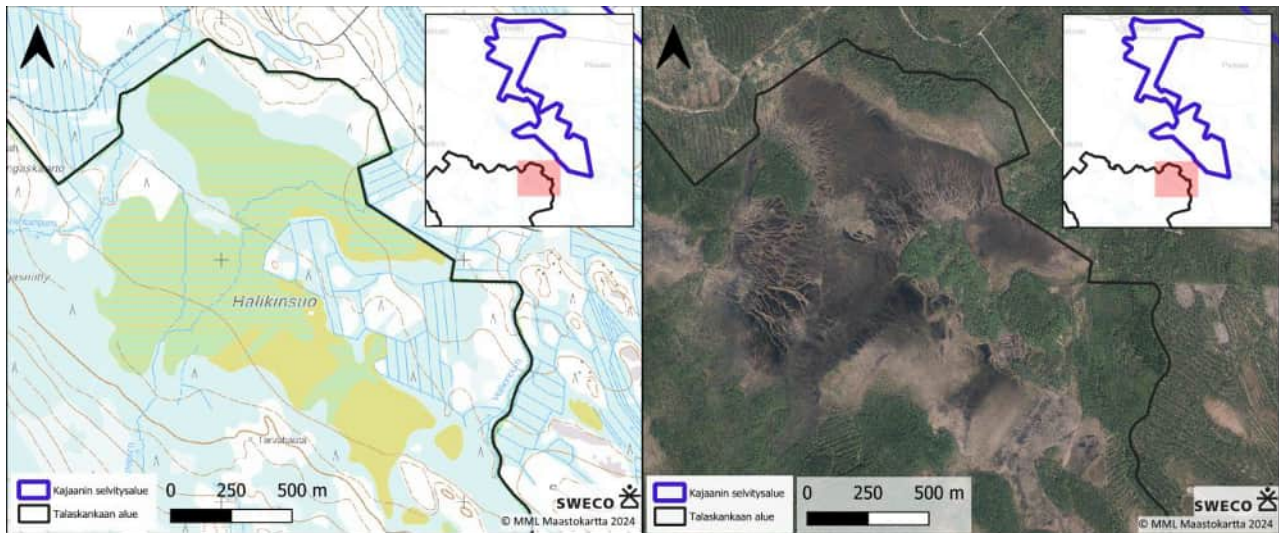 Halikinsuo
Tervahauta
Kajaanin selvitysalue
Talaskankaan alue
0 250 500 m
SWECO
© MML Maastokartta 2024
Kajaanin selvitysalue
Talaskankaan alue
0 250 500 m
SWECO
© MML Maastokartta 2024